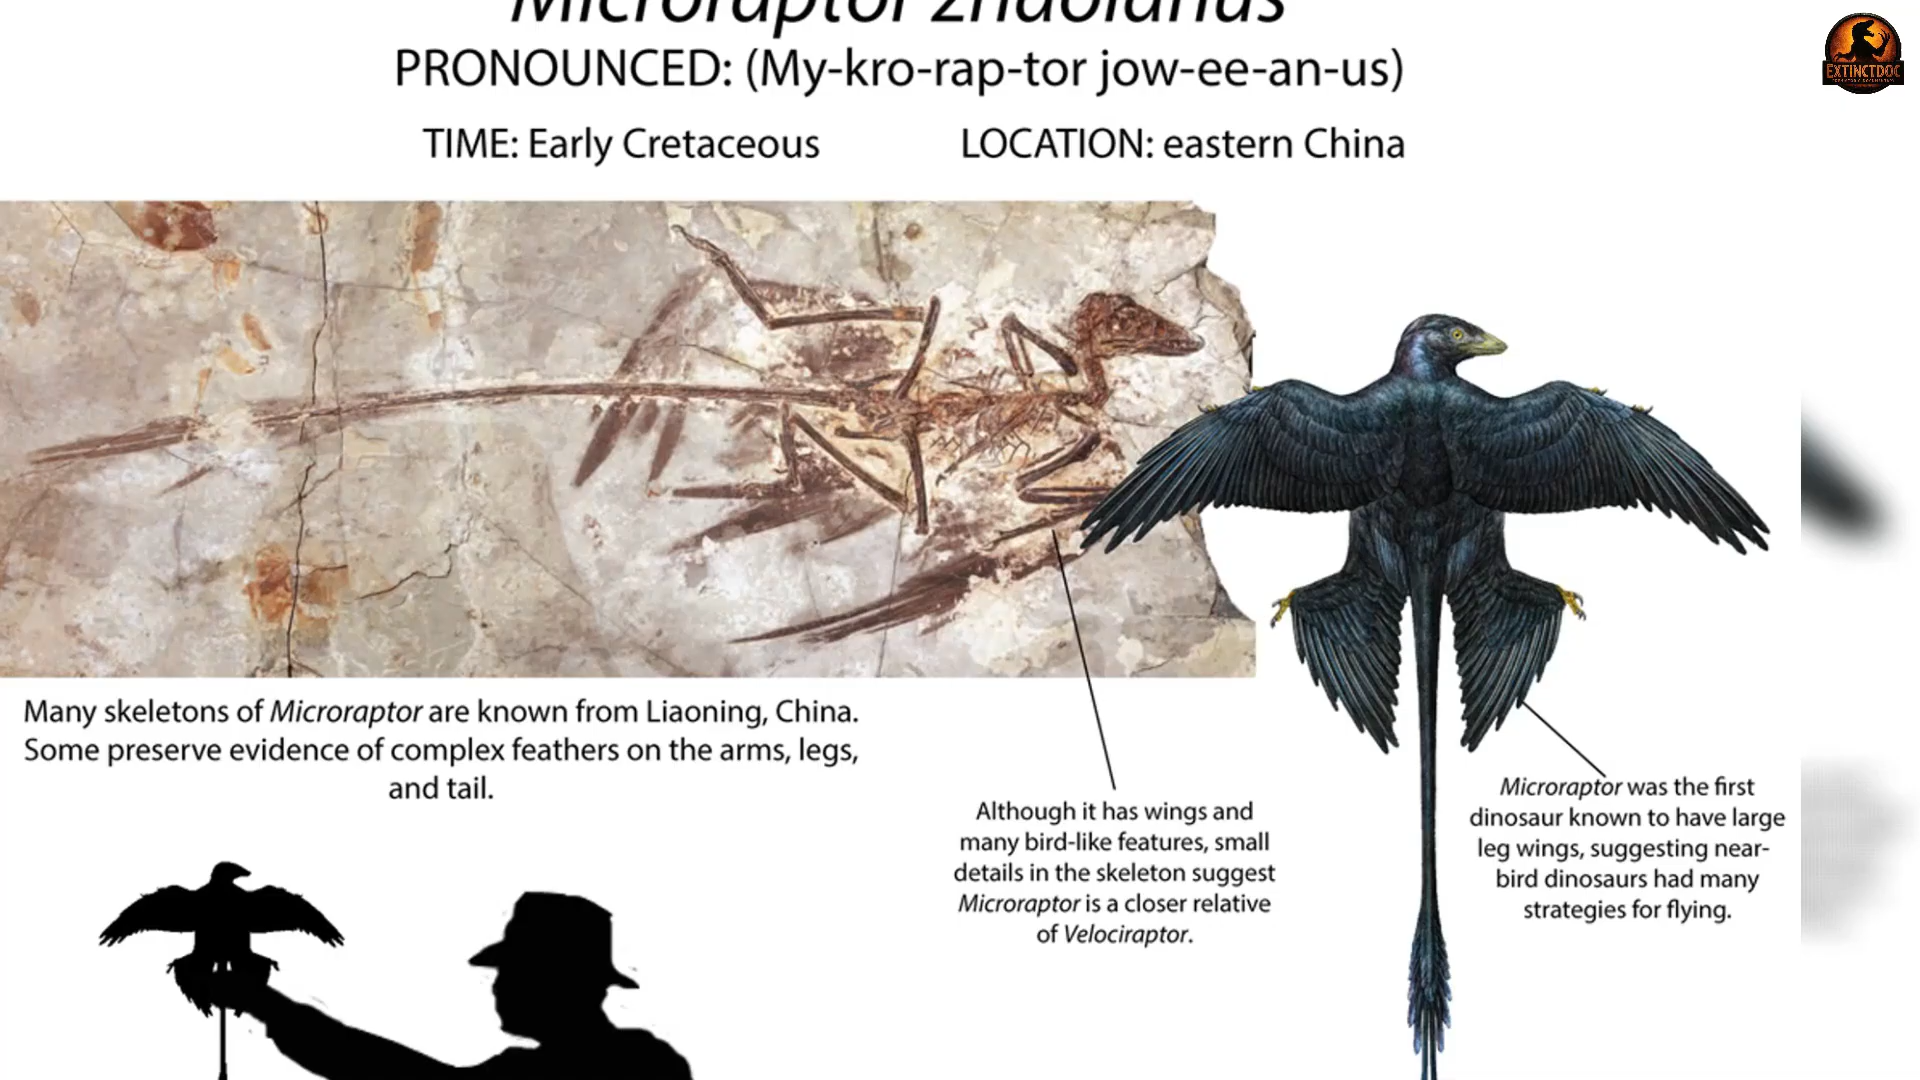 Microraptor zhaoianus
PRONOUNCED: (My-kro-rap-tor jow-ee-an-us)
TIME: Early Cretaceous
LOCATION: eastern China
Many skeletons of Microraptor are known from Liaoning, China.
Some preserve evidence of complex feathers on the arms, legs,
and tail.
Although it has wings and
many bird-like features, small
details in the skeleton suggest
Microraptor is a closer relative
of Velociraptor.
Microraptor was the first
dinosaur known to have large
leg wings, suggesting near-
bird dinosaurs had many
strategies for flying.
EXTINCTDOC